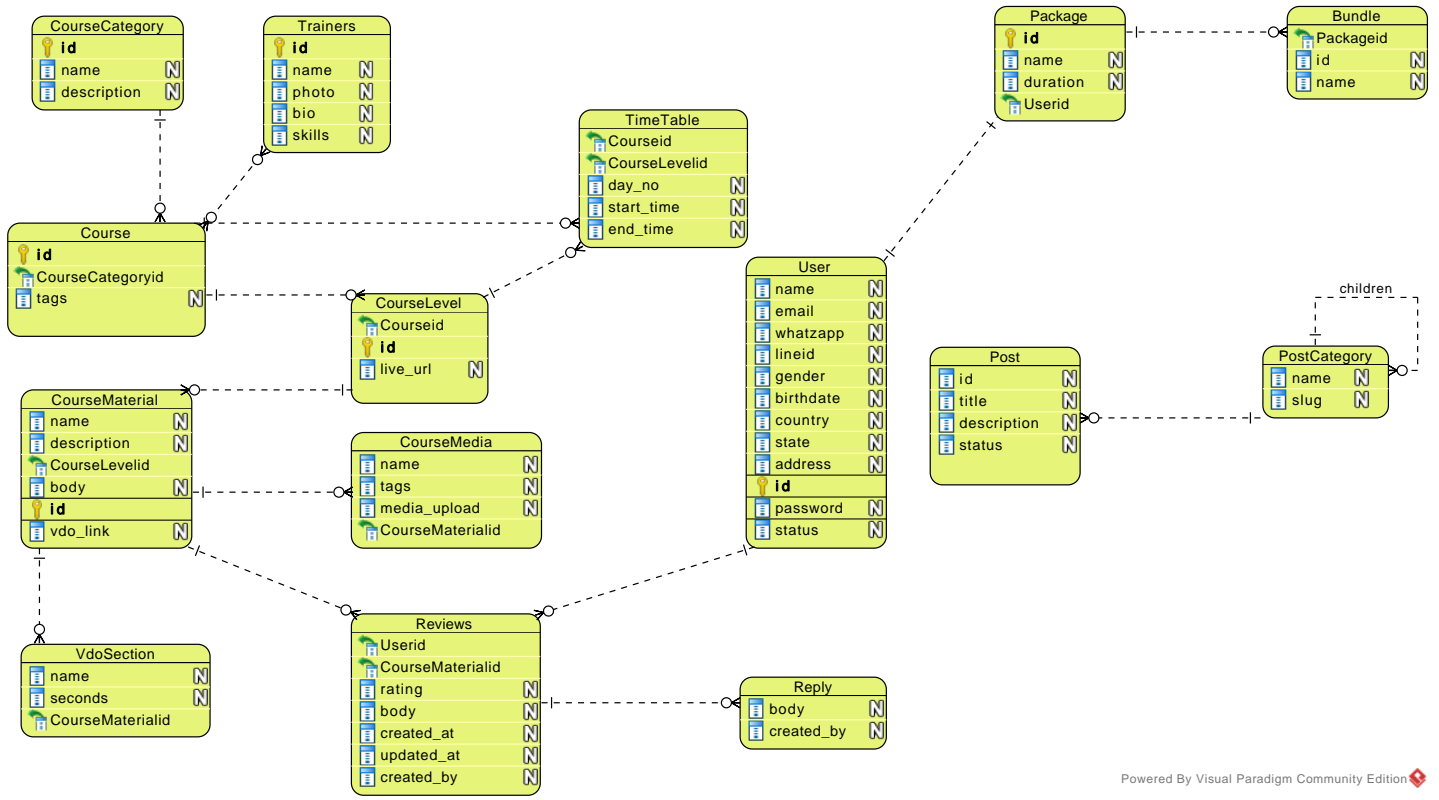 CourseCategory
id
name N
description N
Trainers
id
name N
photo N
bio N
skills N
TimeTable
Courseid
CourseLevelid
day_no N
start_time N
end_time N
Package
id
name N
duration N
Userid
Bundle
Packageid
id N
name N
Course
id
CourseCategoryid
tags N
CourseLevel
Courseid
id
live_url N
User
name N
email N
whatzapp N
lineid N
gender N
birthdate N
country N
state N
address N
id
password N
status N
children
PostCategory
name N
slug N
Post
id N
title N
description N
status N
CourseMaterial
name N
description N
CourseLevelid
body N
id
vdo_link N
CourseMedia
name N
tags N
media_upload N
CourseMaterialid
VdoSection
name N
seconds N
CourseMaterialid
Reviews
Userid
CourseMaterialid
rating N
body N
created_at N
updated_at N
created_by N
Reply
body N
created_by N
Powered By Visual Paradigm Community Edition